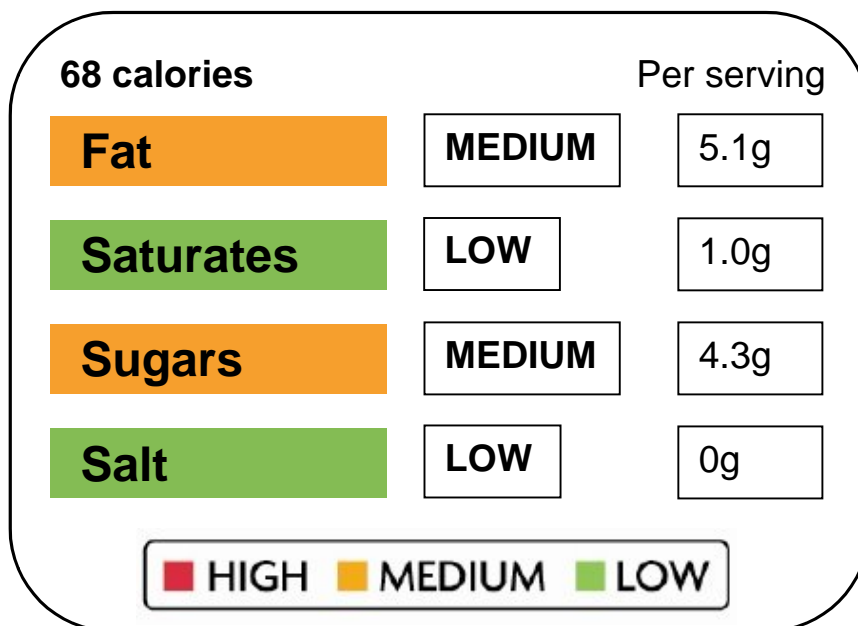 68 calories Per serving
Fat MEDIUM 5.1g
Saturates LOW 1.0g
Sugars MEDIUM 4.3g
Salt LOW 0g
HIGH MEDIUM LOW